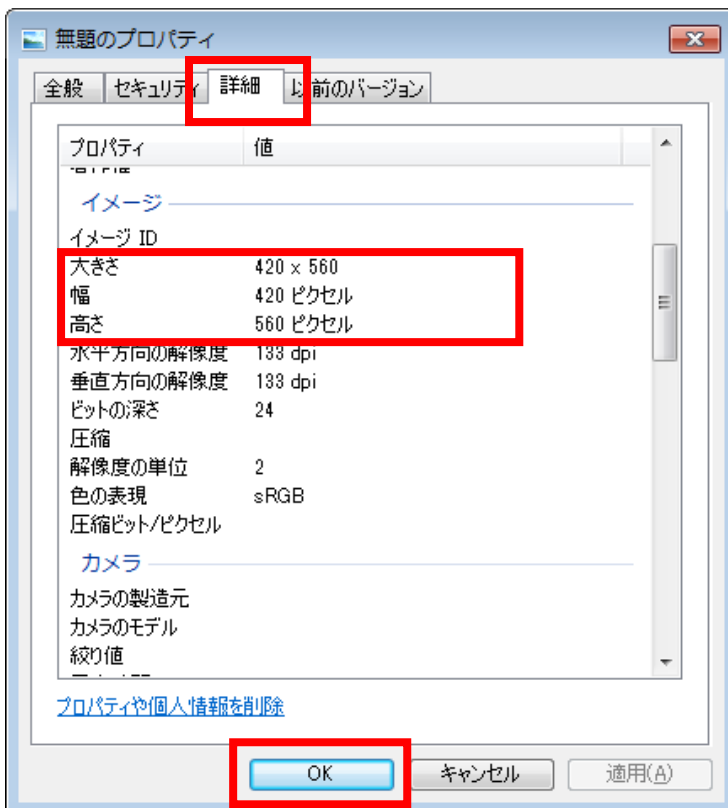 無題のプロパティ
全般 セキュリティ 詳細 以前のバージョン
プロパティ 値
イメージ
イメージ ID
大きさ 420 x 560
幅 420 ピクセル
高さ 560 ピクセル
水平方向の解像度 133 dpi
垂直方向の解像度 133 dpi
ビットの深さ 24
圧縮
解像度の単位 2
色の表現 sRGB
圧縮ビット/ピクセル
カメラ
カメラの製造元
カメラのモデル
絞り値
プロパティや個人情報を削除
OK キャンセル 適用(A)